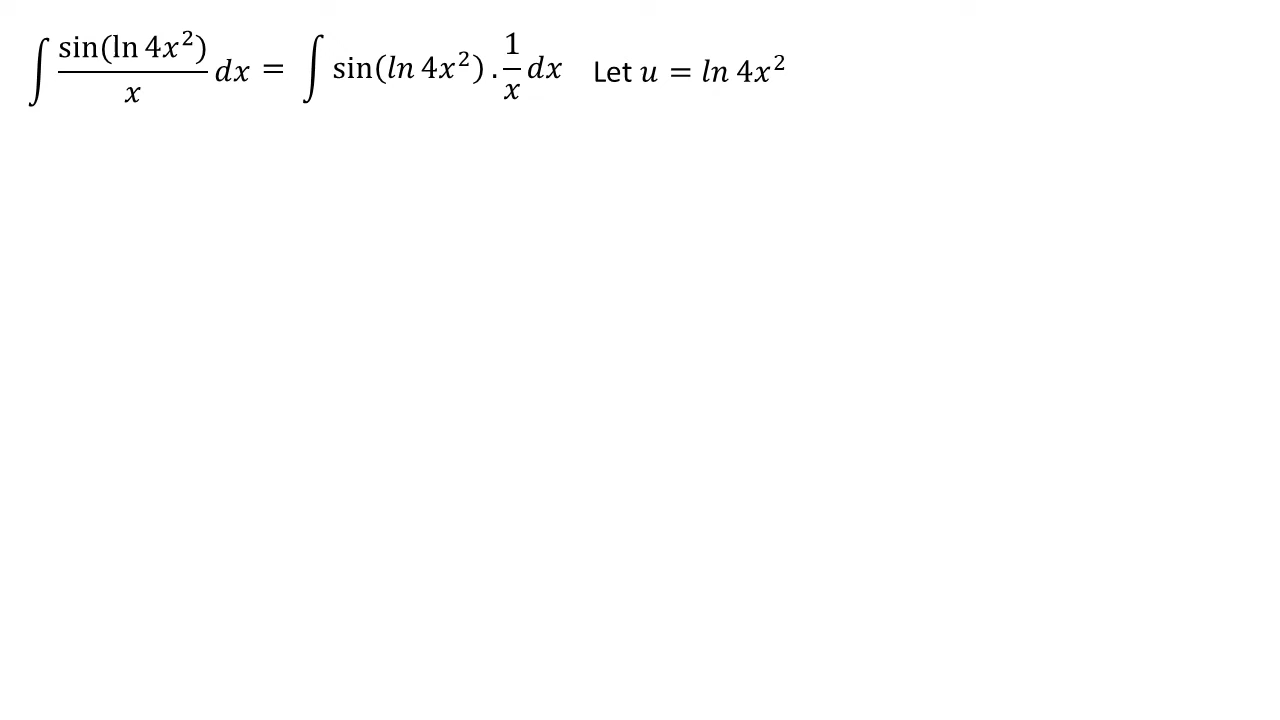 ∫ sin(ln 4x²)/x dx = ∫ sin(ln 4x²) . 1/x dx Let u = ln 4x²